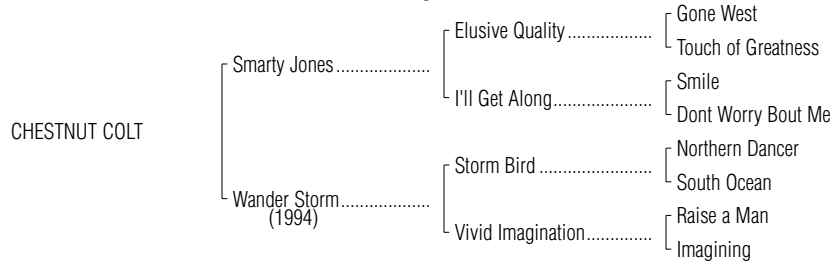 Gone West
Elusive Quality ..................
Touch of Greatness
Smarty Jones .....................
Smile
I'll Get Along .....................
Dont Worry Bout Me
CHESTNUT COLT
Northern Dancer
Storm Bird .......................
South Ocean
Wander Storm ...................
(1994)
Raise a Man
Vivid Imagination ..............
Imagining